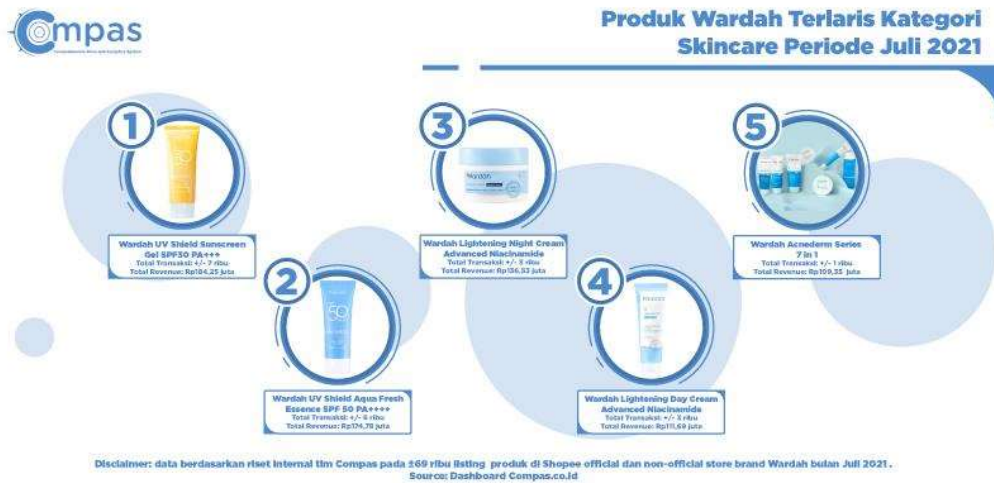 Compas
Produk Wardah Terlaris Kategori
Skincare Periode Juli 2021
1
Wardah UV Shield Sunscreen
Gel SPF30 PA+++
Total Transaksi: +/- 7 ribu
Total Revenue: Rp184,25 juta
2
50
Wardah UV Shield Aqua Fresh
Essence SPF 50 PA++++
Total Transaksi: +/- 5 ribu
Total Revenue: Rp174,78 juta
3
Wardah
Wardah Lightening Night Cream
Advanced Niacinamide
Total Transaksi: +/- 3 ribu
Total Revenue: Rp136,53 juta
4
Wardah Lightening Day Cream
Advanced Niacinamide
Total Transaksi: +/- 3 ribu
Total Revenue: Rp111,69 juta
5
Wardah Acnederm Series
7 in 1
Total Transaksi: +/- 1 ribu
Total Revenue: Rp109,35 juta
Disclaimer: data berdasarkan riset internal tim Compas pada ±69 ribu listing produk di Shopee official dan non-official store brand Wardah bulan Juli 2021.
Source: Dashboard Compas.co.id